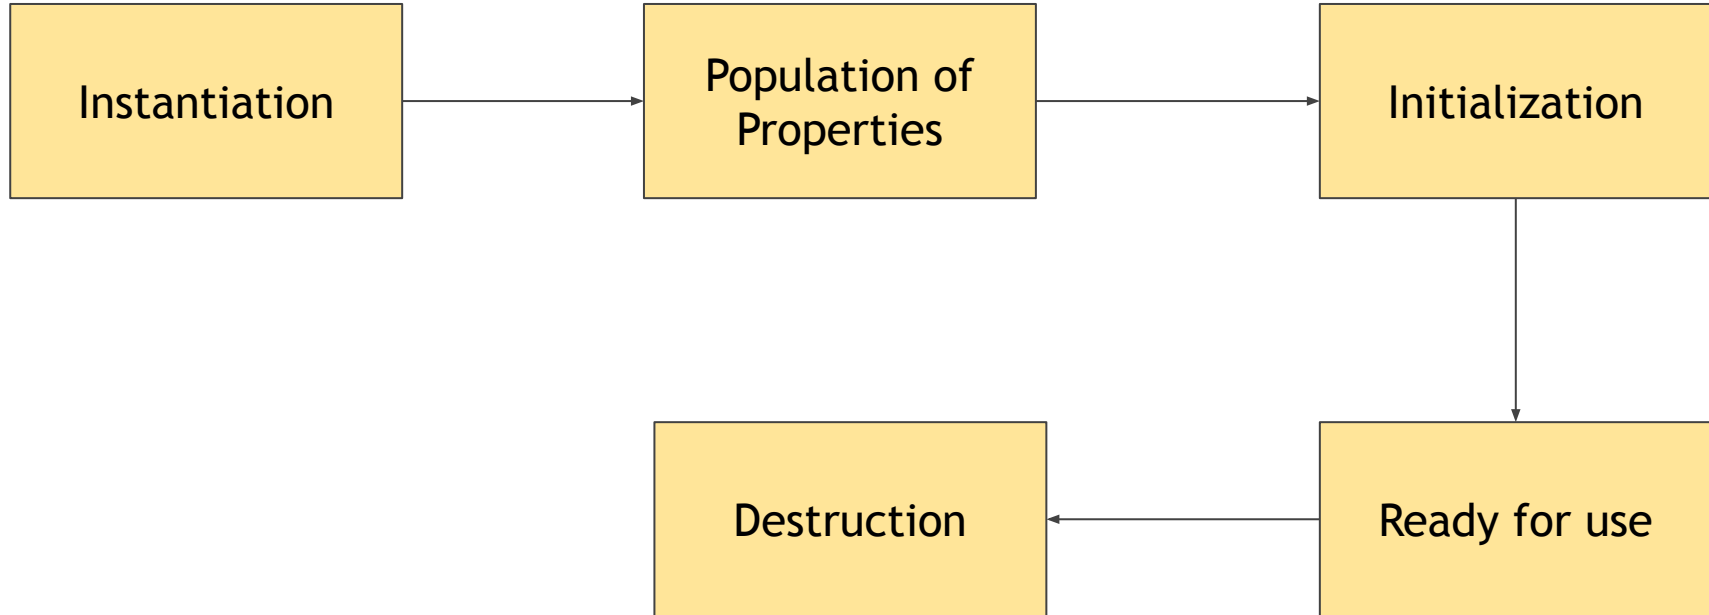 Instantiation
Population of
Properties
Initialization
Ready for use
Destruction